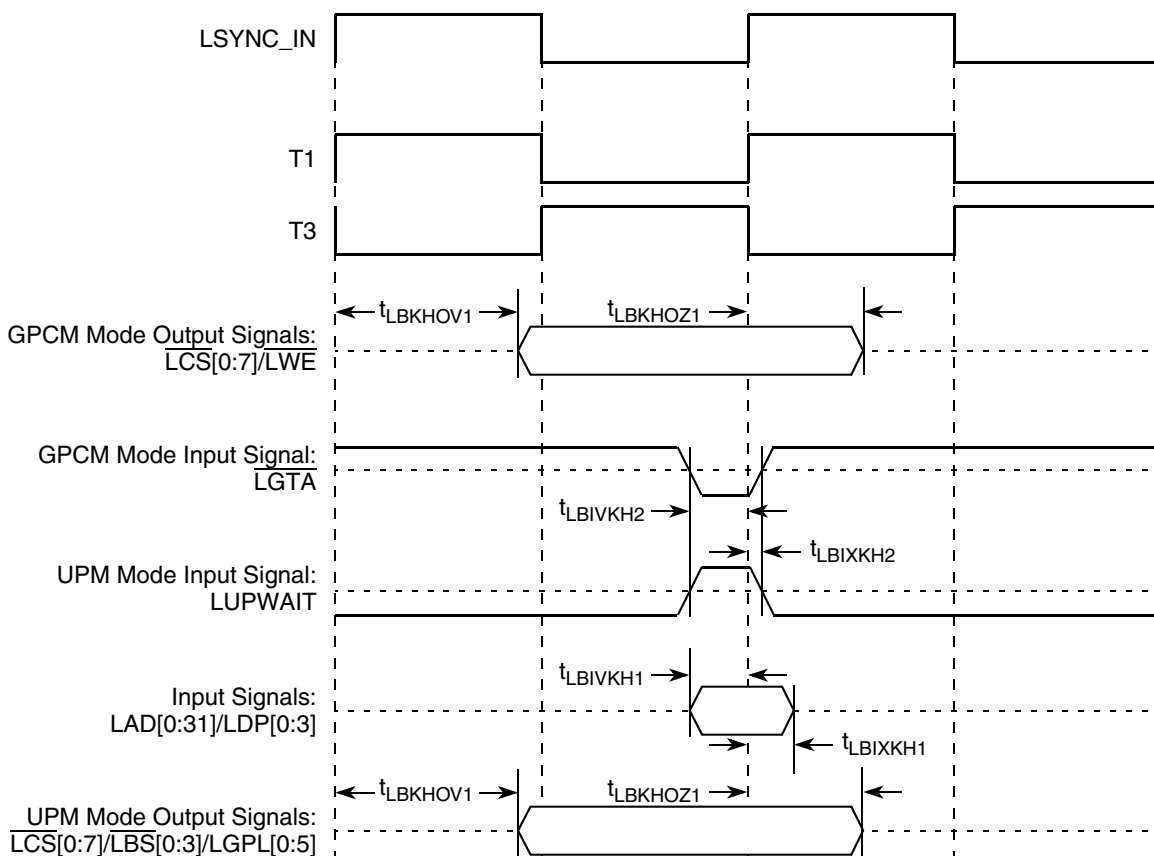 LSYNC_IN
T1
T3
tLBKHOV1
tLBKHOZ1
GPCM Mode Output Signals:
LCS[0:7]/LWE
GPCM Mode Input Signal:
LGTA
tLBIVKH2
tLBIXKH2
UPM Mode Input Signal:
LUPWAIT
tLBIVKH1
Input Signals:
LAD[0:31]/LDP[0:3]
tLBIXKH1
tLBKHOV1
tLBKHOZ1
UPM Mode Output Signals:
LCS[0:7]/LBS[0:3]/LGPL[0:5]